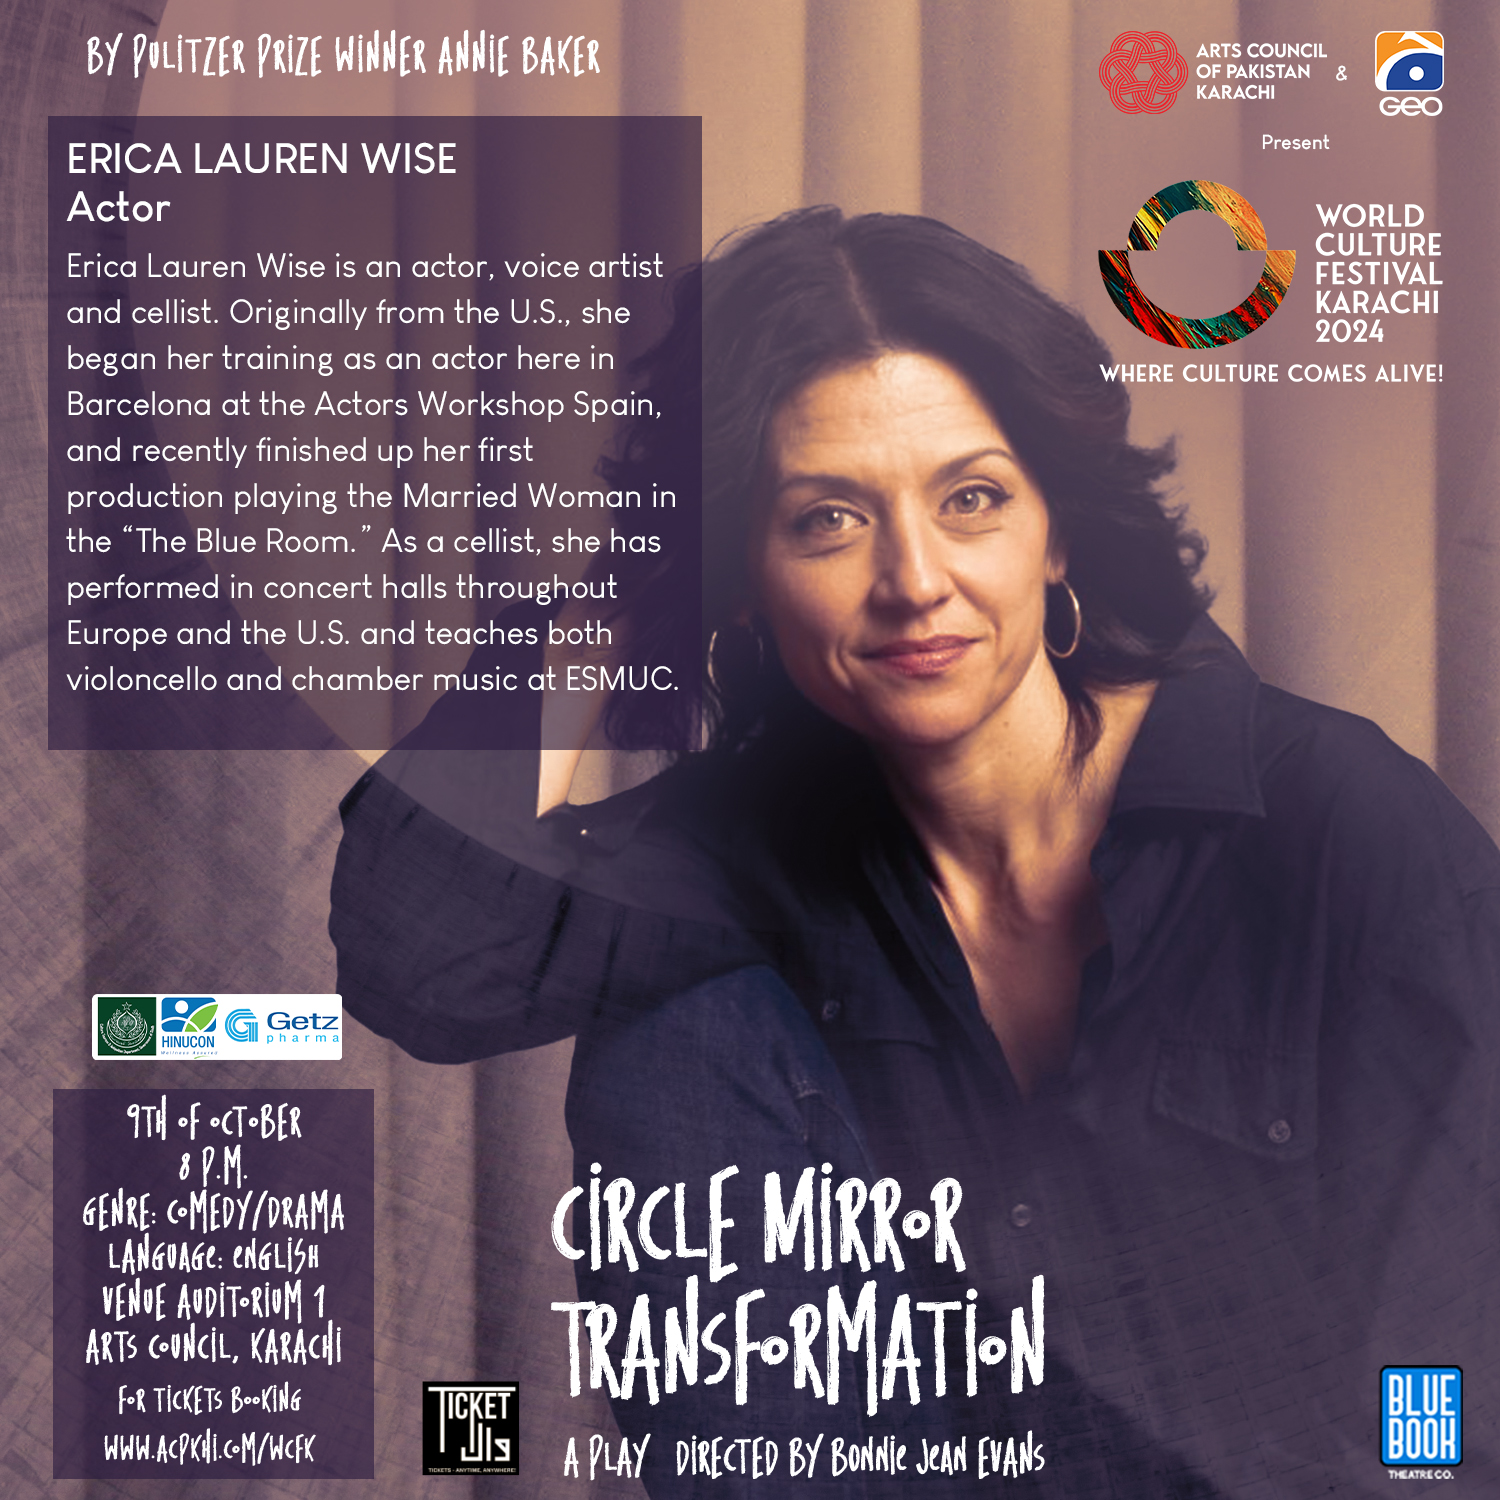 BY PULITZER PRIZE WINNER ANNIE BAKER
ARTS COUNCIL
OF PAKISTAN
KARACHI
&
GEO
Present
WORLD
CULTURE
FESTIVAL
KARACHI
2024
WHERE CULTURE COMES ALIVE!
ERICA LAUREN WISE
Actor
Erica Lauren Wise is an actor, voice artist
and cellist. Originally from the U.S., she
began her training as an actor here in
Barcelona at the Actors Workshop Spain,
and recently finished up her first
production playing the Married Woman in
the “The Blue Room.” As a cellist, she has
performed in concert halls throughout
Europe and the U.S. and teaches both
violoncello and chamber music at ESMUC.
HINUCON
Wellness Assured
Getz
pharma
9TH OF OCTOBER
8 P.M.
GENRE: COMEDY/DRAMA
LANGUAGE: ENGLISH
VENUE AUDITORIUM 1
ARTS COUNCIL, KARACHI
FOR TICKETS BOOKING
WWW.ACPKHI.COM/WCFK
TICKET
والا
TICKETS - ANYTIME, ANYWHERE!
CIRCLE MIRROR
TRANSFORMATION
A PLAY DIRECTED BY BONNIE JEAN EVANS
BLUE
BOOK
THEATRE CO.